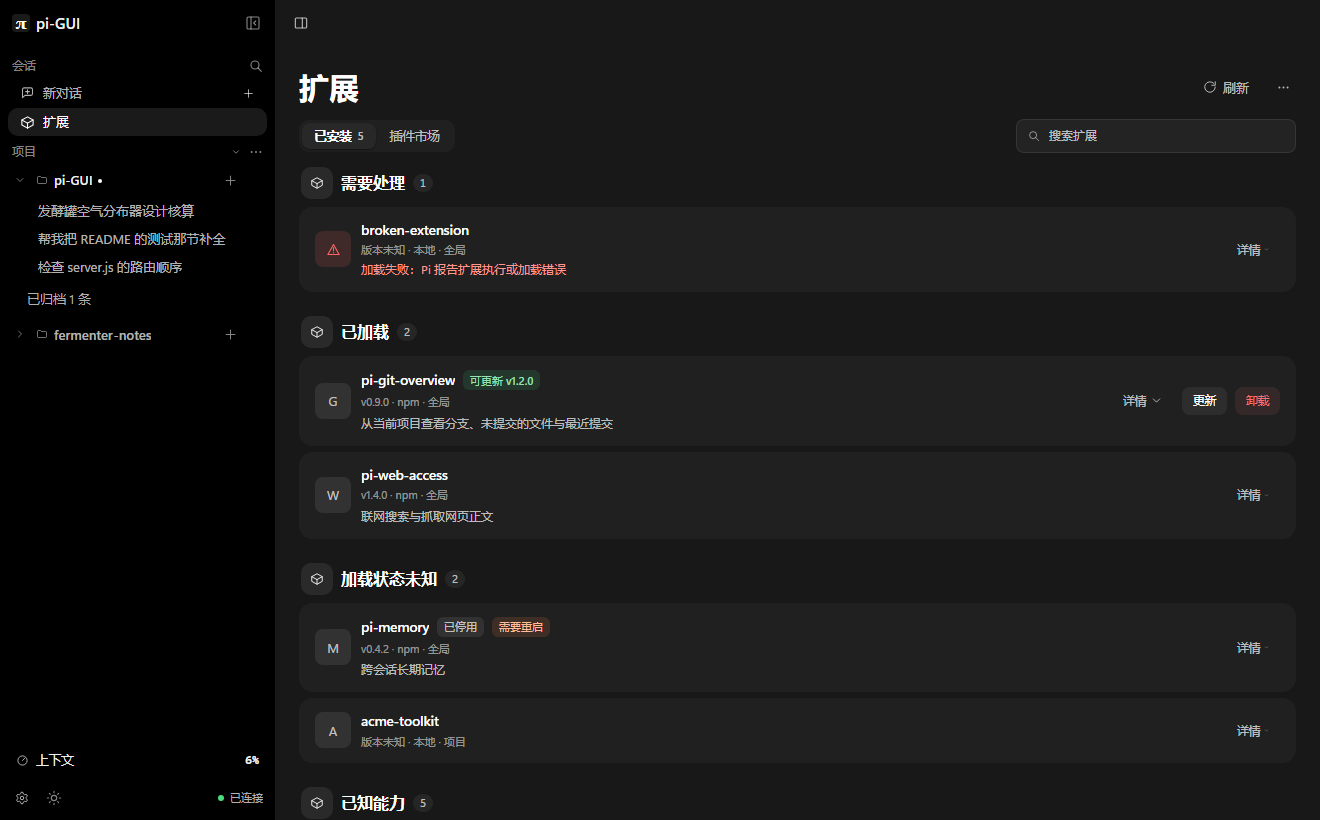 π pi-GUI
会话
新对话
扩展
项目
pi-GUI •
发酵罐空气分布器设计核算
帮我把 README 的测试那节补全
检查 server.js 的路由顺序
已归档 1 条
fermenter-notes
上下文 6%
已连接
扩展
刷新
已安装 5 插件市场
搜索扩展
需要处理 1
broken-extension
版本未知 · 本地 · 全局
加载失败：Pi 报告扩展执行或加载错误
详情
已加载 2
G
pi-git-overview 可更新 v1.2.0
v0.9.0 · npm · 全局
从当前项目查看分支、未提交的文件与最近提交
详情 更新 卸载
W
pi-web-access
v1.4.0 · npm · 全局
联网搜索与抓取网页正文
详情
加载状态未知 2
M
pi-memory 已停用 需要重启
v0.4.2 · npm · 全局
跨会话长期记忆
详情
A
acme-toolkit
版本未知 · 本地 · 项目
详情
已知能力 5